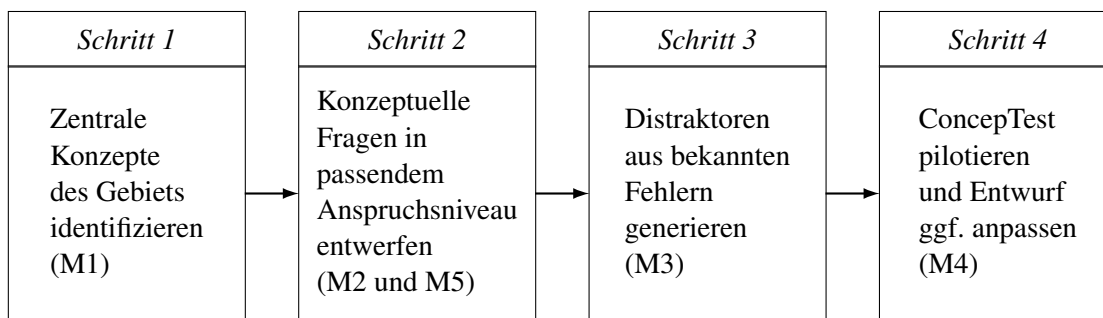 Schritt 1
Zentrale
Konzepte
des Gebiets
identifizieren
(M1)
Schritt 2
Konzeptuelle
Fragen in
passendem
Anspruchsniveau
entwerfen
(M2 und M5)
Schritt 3
Distraktoren
aus bekannten
Fehlern
generieren
(M3)
Schritt 4
ConcepTest
pilotieren
und Entwurf
ggf. anpassen
(M4)